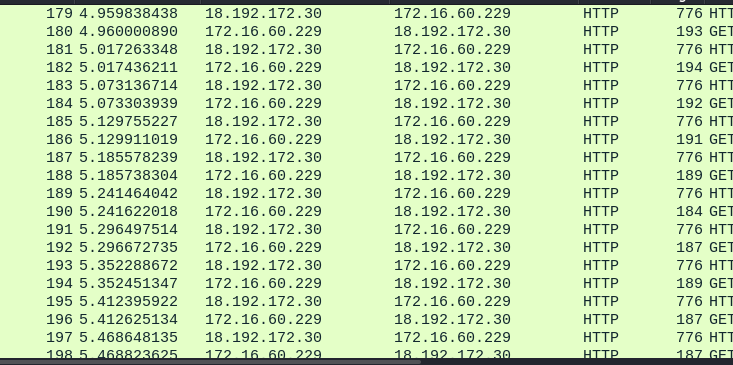 179 4.959838438 18.192.172.30 172.16.60.229 HTTP 776 HTT
180 4.960000890 172.16.60.229 18.192.172.30 HTTP 193 GET
181 5.017263348 18.192.172.30 172.16.60.229 HTTP 776 HTT
182 5.017436211 172.16.60.229 18.192.172.30 HTTP 194 GET
183 5.073136714 18.192.172.30 172.16.60.229 HTTP 776 HTT
184 5.073303939 172.16.60.229 18.192.172.30 HTTP 192 GET
185 5.129755227 18.192.172.30 172.16.60.229 HTTP 776 HTT
186 5.129911019 172.16.60.229 18.192.172.30 HTTP 191 GET
187 5.185578239 18.192.172.30 172.16.60.229 HTTP 776 HTT
188 5.185738304 172.16.60.229 18.192.172.30 HTTP 189 GET
189 5.241464042 18.192.172.30 172.16.60.229 HTTP 776 HTT
190 5.241622018 172.16.60.229 18.192.172.30 HTTP 184 GET
191 5.296497514 18.192.172.30 172.16.60.229 HTTP 776 HTT
192 5.296672735 172.16.60.229 18.192.172.30 HTTP 187 GET
193 5.352288672 18.192.172.30 172.16.60.229 HTTP 776 HTT
194 5.352451347 172.16.60.229 18.192.172.30 HTTP 189 GET
195 5.412395922 18.192.172.30 172.16.60.229 HTTP 776 HTT
196 5.412625134 172.16.60.229 18.192.172.30 HTTP 187 GET
197 5.468648135 18.192.172.30 172.16.60.229 HTTP 776 HTT
198 5.468823625 172.16.60.229 18.192.172.30 HTTP 187 GET